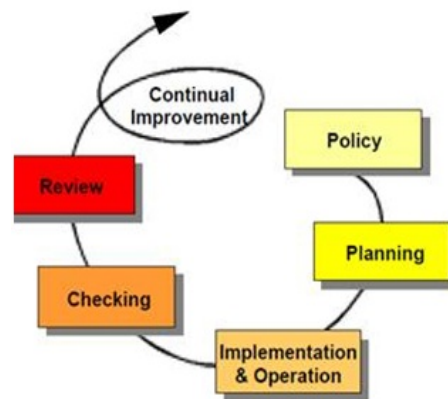 Continual
Improvement
Policy
Review
Planning
Checking
Implementation
& Operation